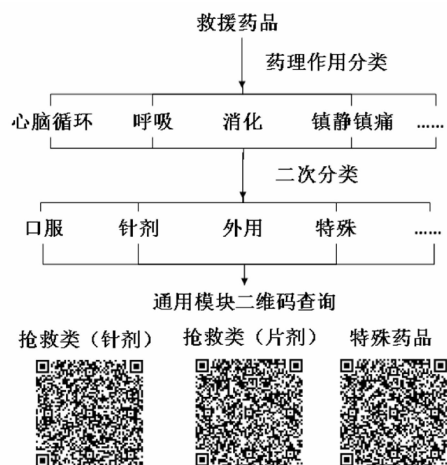 救援药品
药理作用分类
心脑循环 呼吸 消化 镇静镇痛 ......
二次分类
口服 针剂 外用 特殊 ......
通用模块二维码查询
抢救类（针剂） 抢救类（片剂） 特殊药品